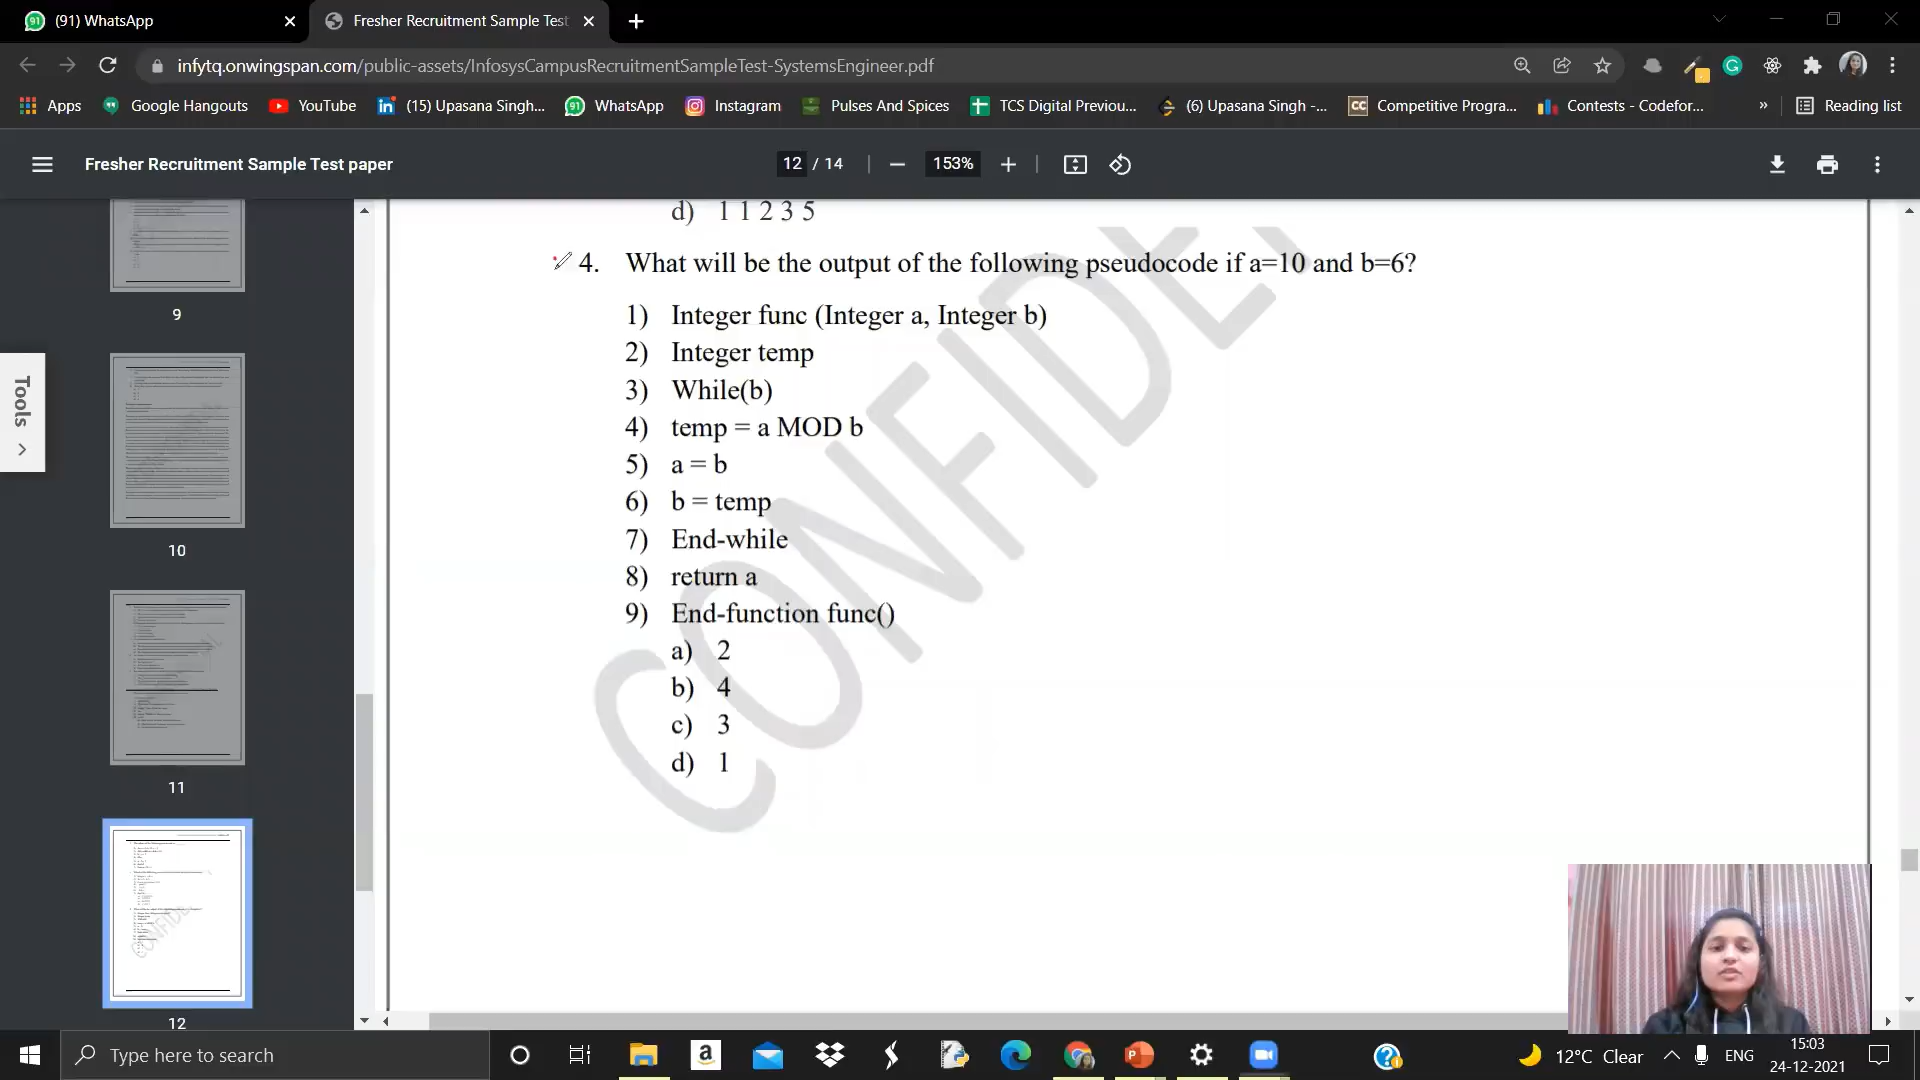 (91) WhatsApp
Fresher Recruitment Sample Test
infytq.onwingspan.com/public-assets/InfosysCampusRecruitmentSampleTest-SystemsEngineer.pdf
Apps
Google Hangouts
YouTube
(15) Upasana Singh...
WhatsApp
Instagram
Pulses And Spices
TCS Digital Previou...
(6) Upasana Singh -...
CC
Competitive Progra...
Contests - Codefor...
»
Reading list
Fresher Recruitment Sample Test paper
12 / 14
153%
d) 1 1 2 3 5
4. What will be the output of the following pseudocode if a=10 and b=6?
1) Integer func (Integer a, Integer b)
2) Integer temp
3) While(b)
4) temp = a MOD b
5) a = b
6) b = temp
7) End-while
8) return a
9) End-function func()
a) 2
b) 4
c) 3
d) 1
CONFIDE
Tools
9
10
11
12
Type here to search
12°C Clear
ENG
15:03
24-12-2021